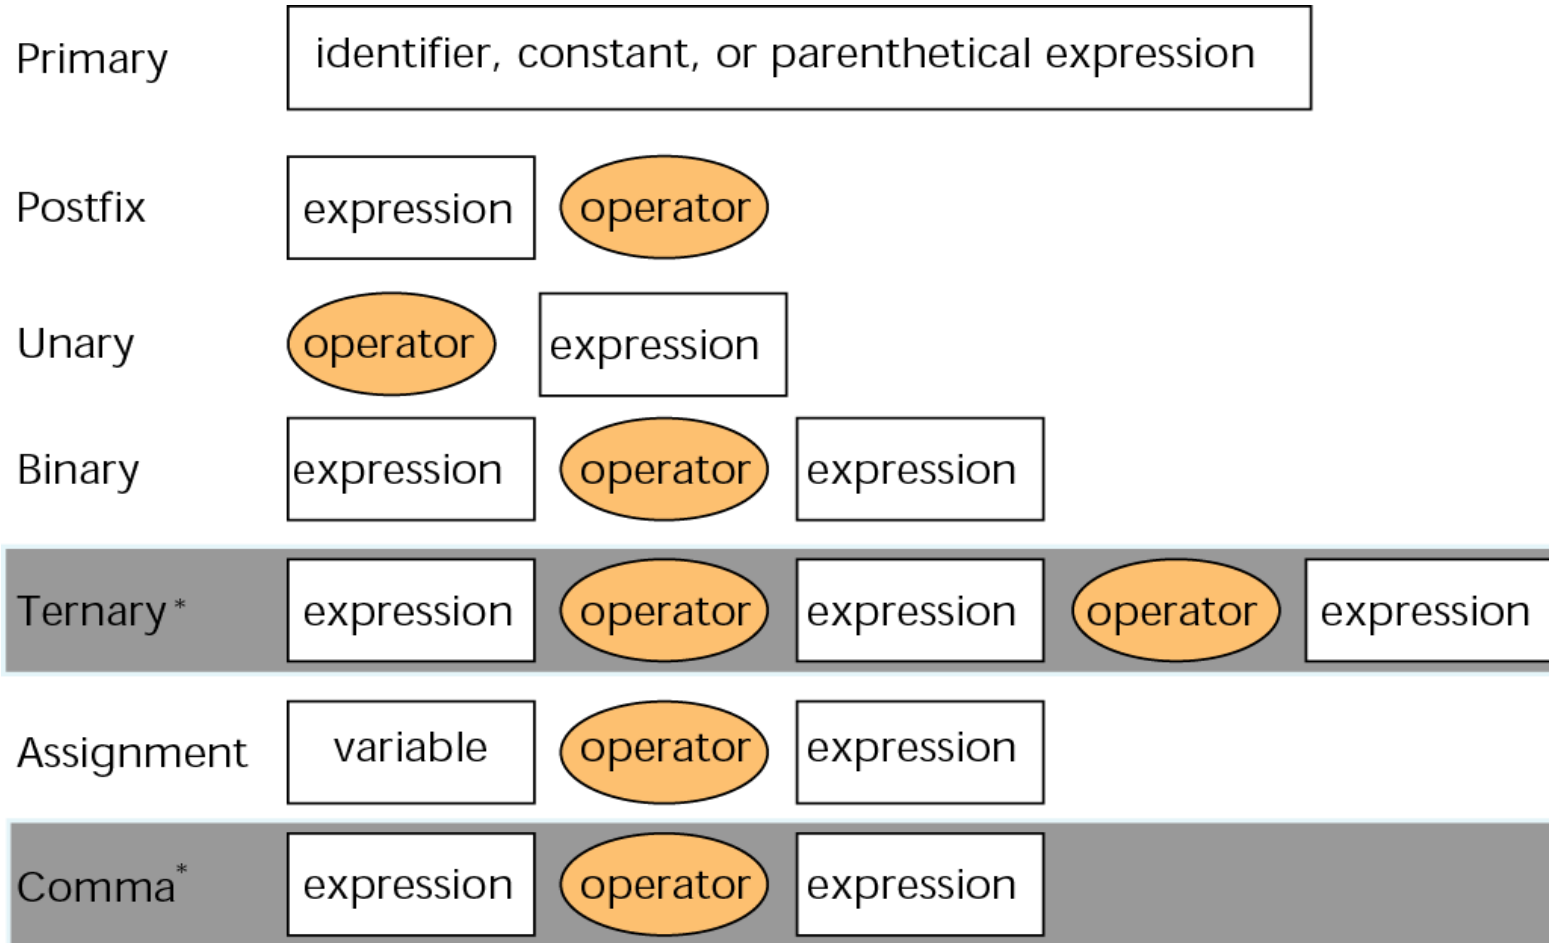 Primary identifier, constant, or parenthetical expression
Postfix expression operator
Unary operator expression
Binary expression operator expression
Ternary * expression operator expression operator expression
Assignment variable operator expression
Comma* expression operator expression